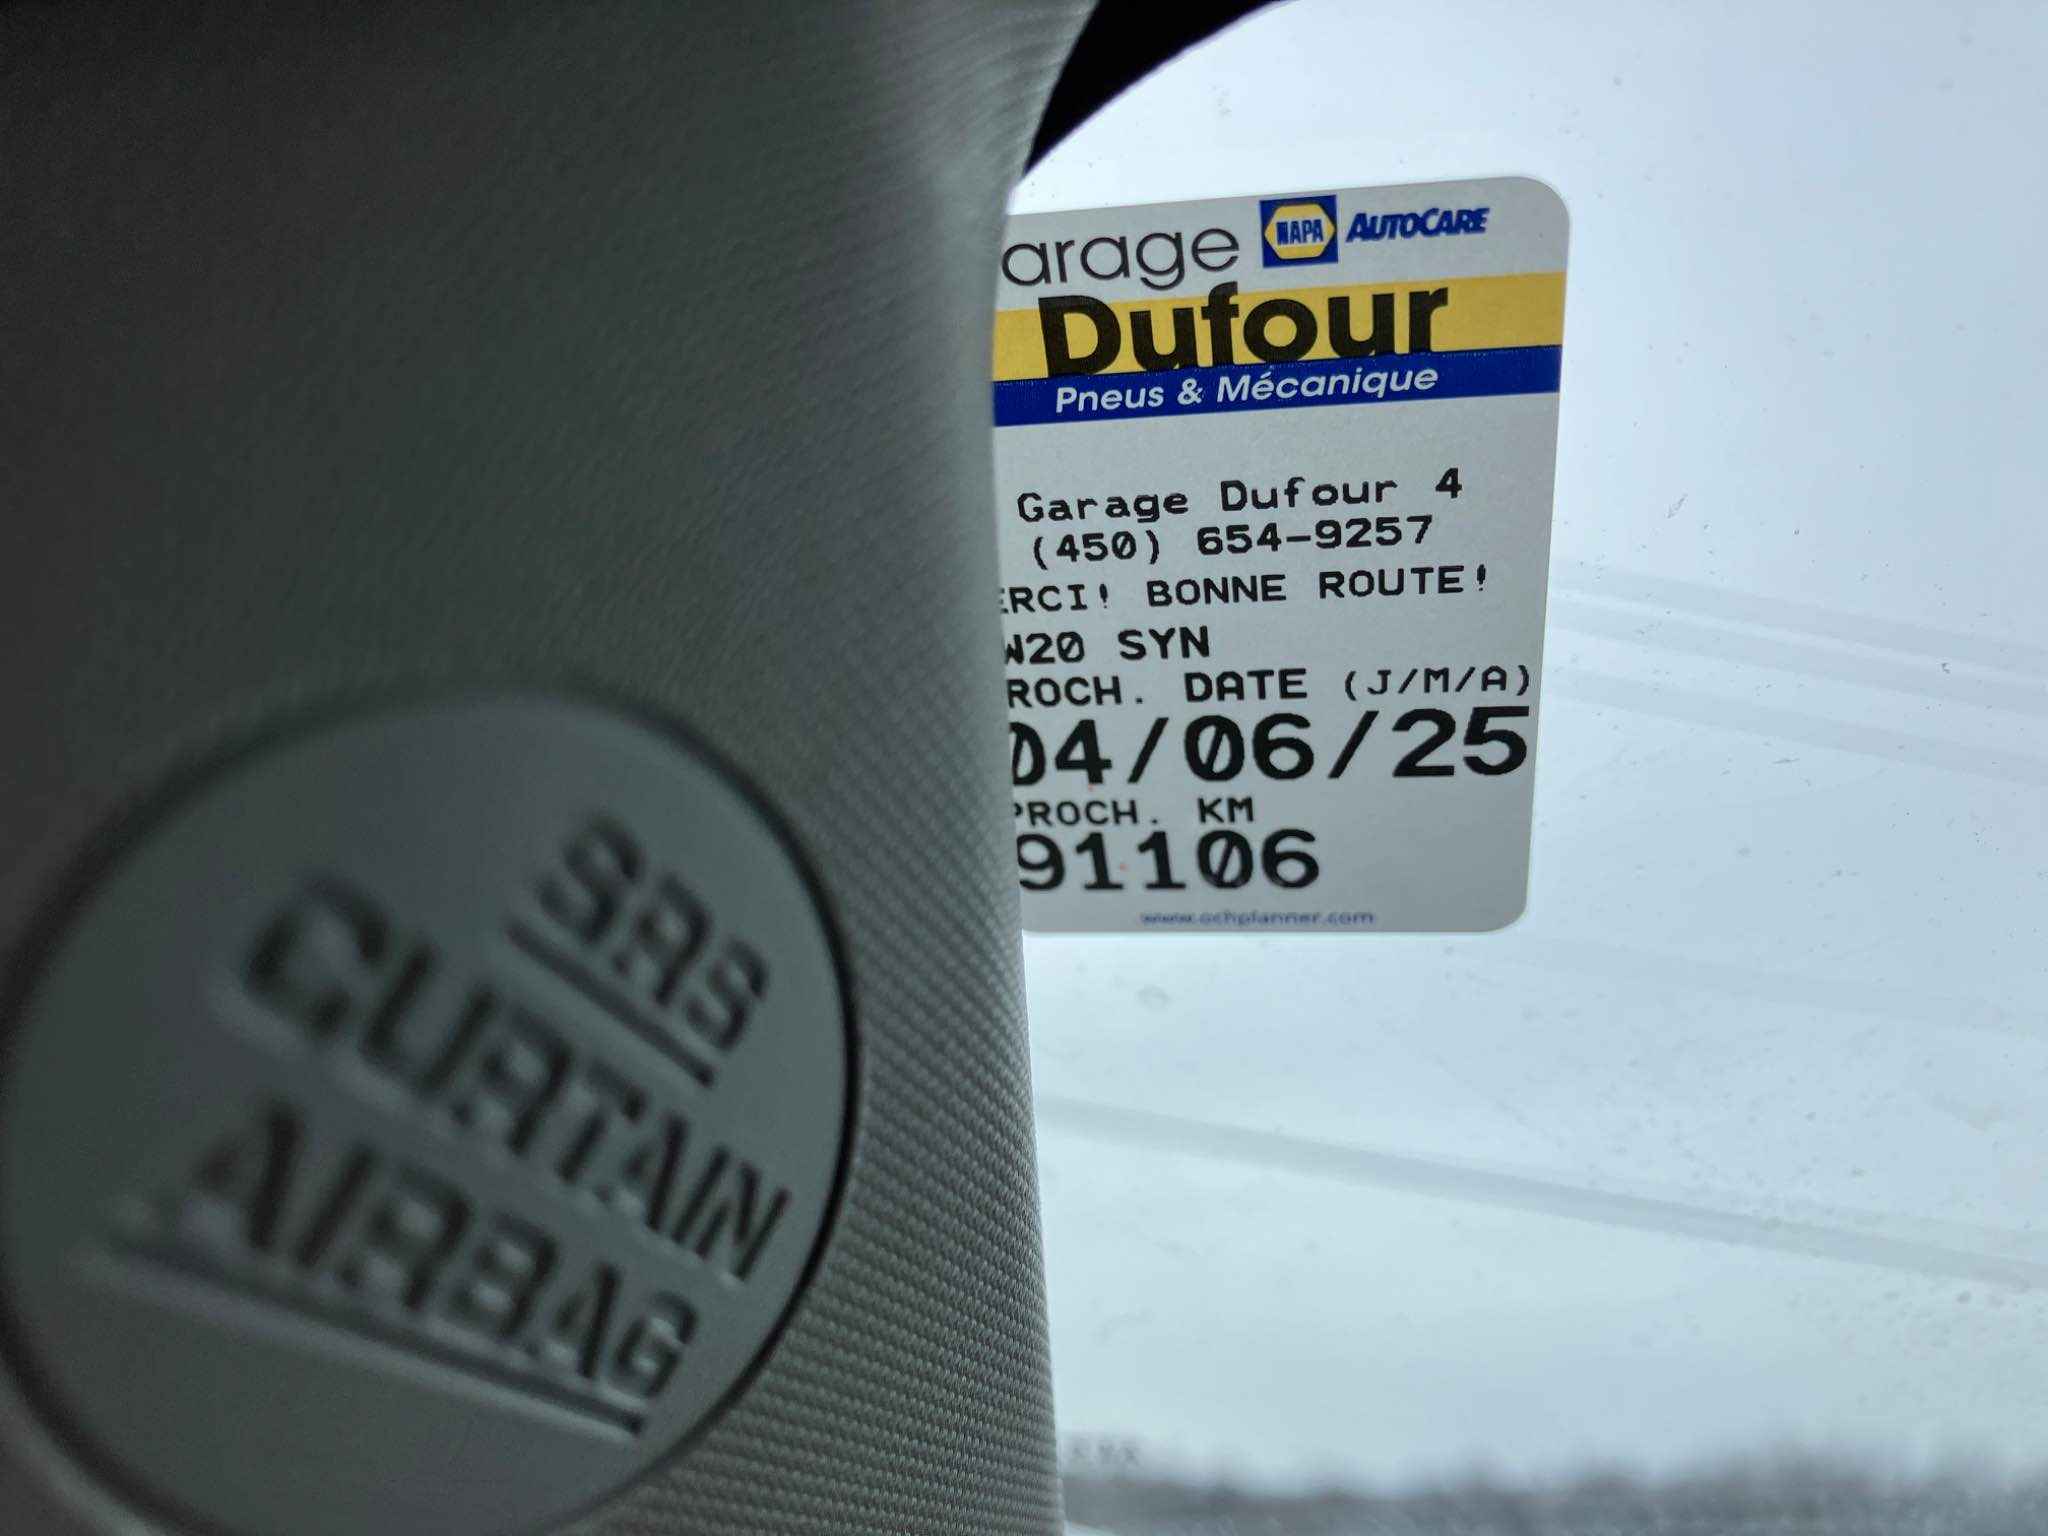 SRS
CURTAIN
AIRBAG
arage NAPA AUTOCARE
Dufour
Pneus & Mécanique
Garage Dufour 4
(450) 654-9257
ERCI! BONNE ROUTE!
W20 SYN
ROCH. DATE (J/M/A)
04/06/25
PROCH. KM
91106
www.ochplanner.com